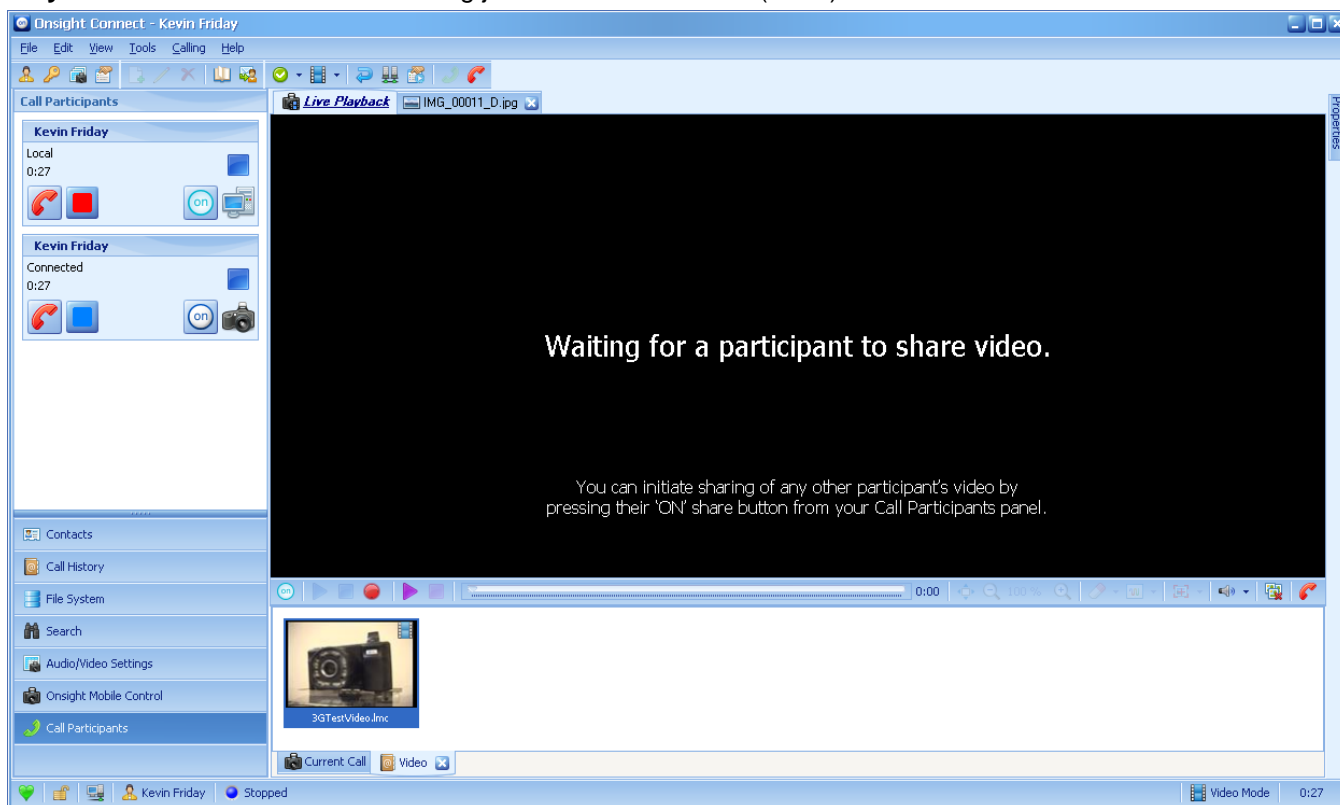 Onsight Connect - Kevin Friday
File Edit View Tools Calling Help
Call Participants
Live Playback IMG_00011_D.jpg
Properties
Kevin Friday
Local
0:27
on
Kevin Friday
Connected
0:27
on
Waiting for a participant to share video.
You can initiate sharing of any other participant's video by
pressing their 'ON' share button from your Call Participants panel.
Contacts
Call History
File System
Search
Audio/Video Settings
Onsight Mobile Control
Call Participants
on 0:00 100 %
3GTestVideo.lmc
Current Call Video
Kevin Friday Stopped Video Mode 0:27